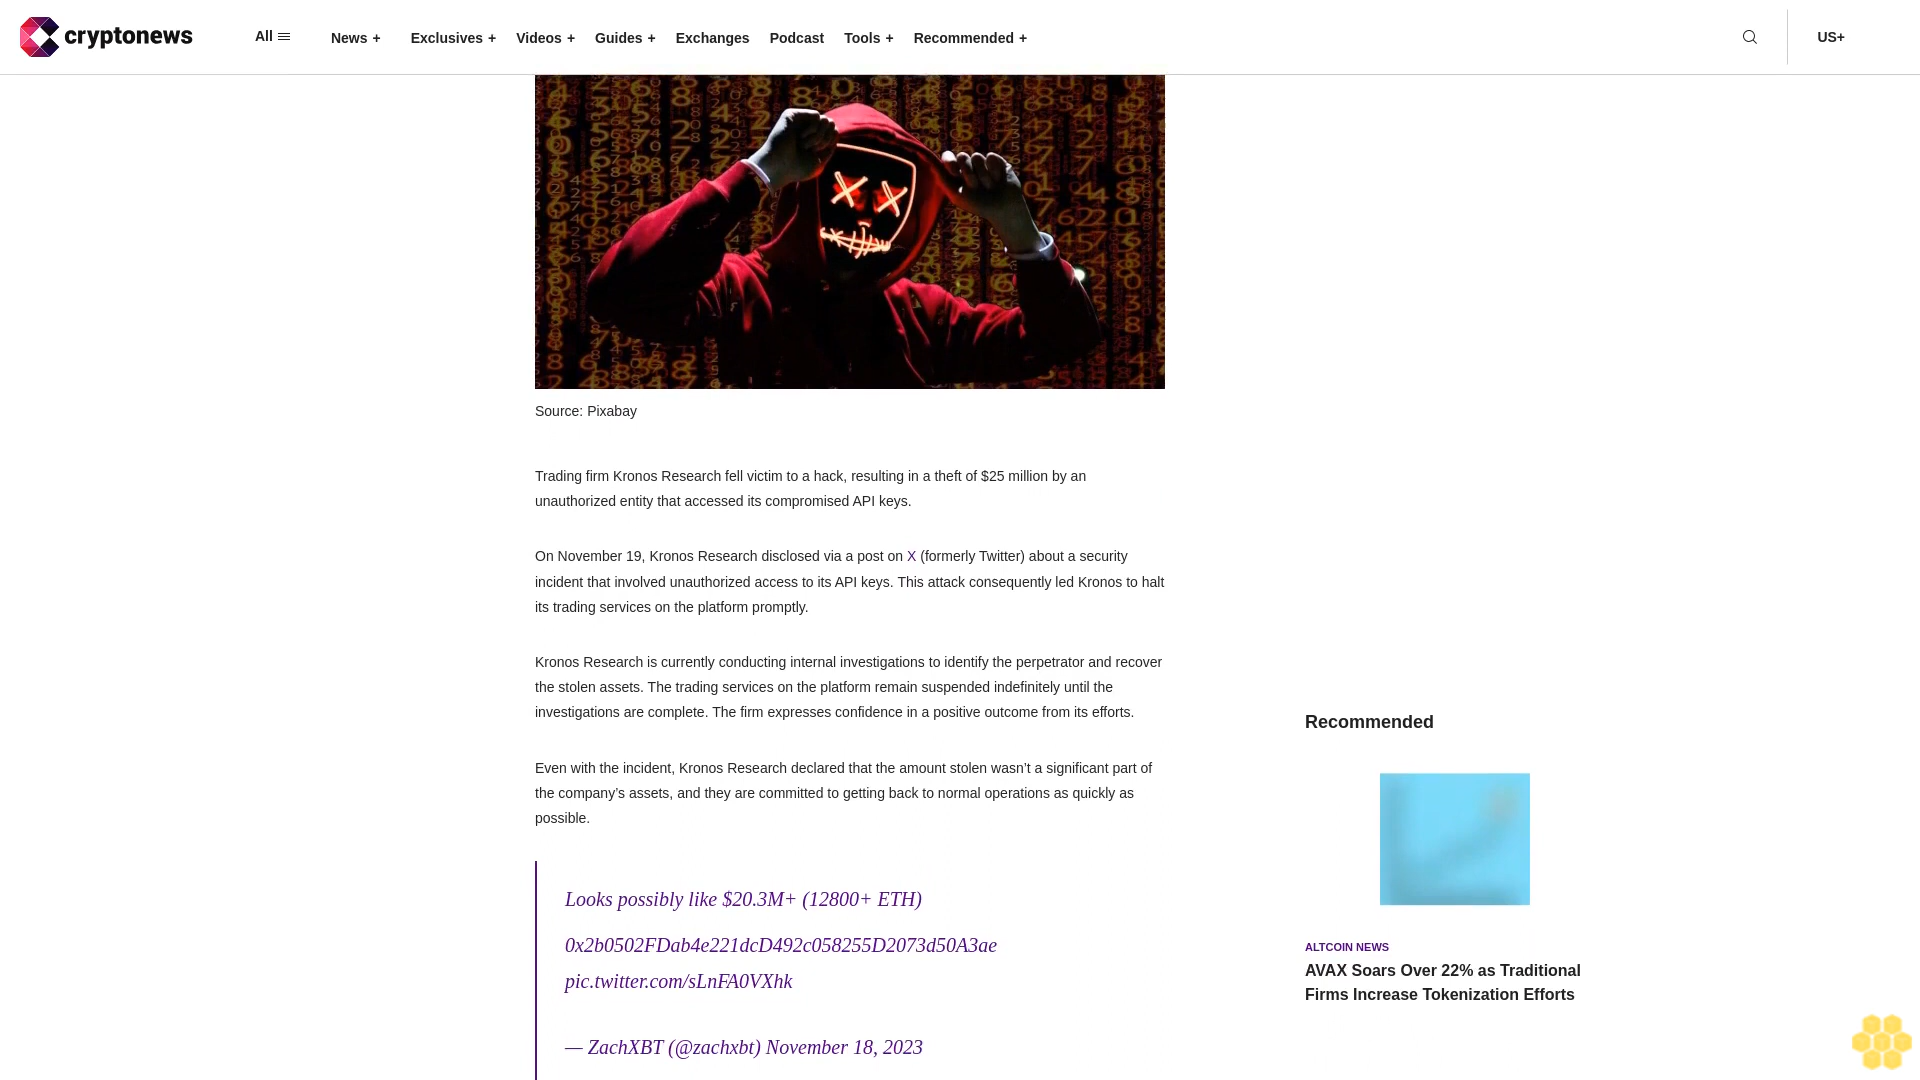 cryptonews
All
News +
Exclusives +
Videos +
Guides +
Exchanges
Podcast
Tools +
Recommended +
US+
Source: Pixabay
Trading firm Kronos Research fell victim to a hack, resulting in a theft of $25 million by an
unauthorized entity that accessed its compromised API keys.
On November 19, Kronos Research disclosed via a post on X (formerly Twitter) about a security
incident that involved unauthorized access to its API keys. This attack consequently led Kronos to halt
its trading services on the platform promptly.
Kronos Research is currently conducting internal investigations to identify the perpetrator and recover
the stolen assets. The trading services on the platform remain suspended indefinitely until the
investigations are complete. The firm expresses confidence in a positive outcome from its efforts.
Even with the incident, Kronos Research declared that the amount stolen wasn’t a significant part of
the company’s assets, and they are committed to getting back to normal operations as quickly as
possible.
Looks possibly like $20.3M+ (12800+ ETH)
0x2b0502FDab4e221dcD492c058255D2073d50A3ae
pic.twitter.com/sLnFA0VXhk
— ZachXBT (@zachxbt) November 18, 2023
Recommended
ALTCOIN NEWS
AVAX Soars Over 22% as Traditional
Firms Increase Tokenization Efforts